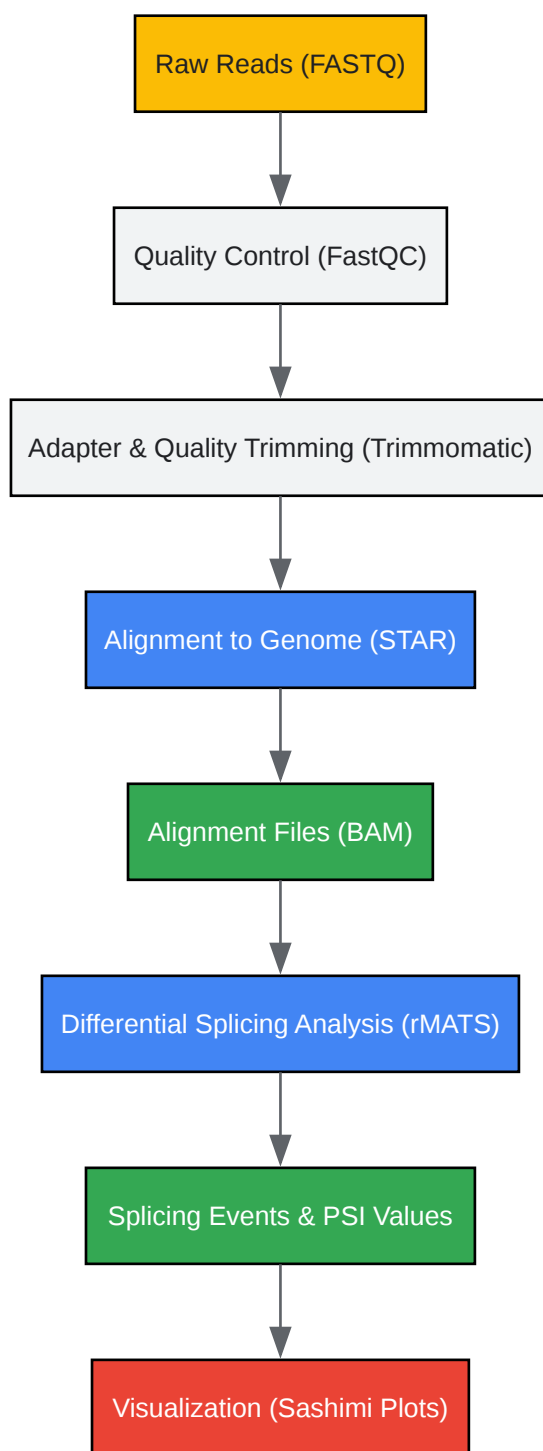 Raw Reads (FASTQ)
Quality Control (FastQC)
Adapter & Quality Trimming (Trimmomatic)
Alignment to Genome (STAR)
Alignment Files (BAM)
Differential Splicing Analysis (rMATS)
Splicing Events & PSI Values
Visualization (Sashimi Plots)